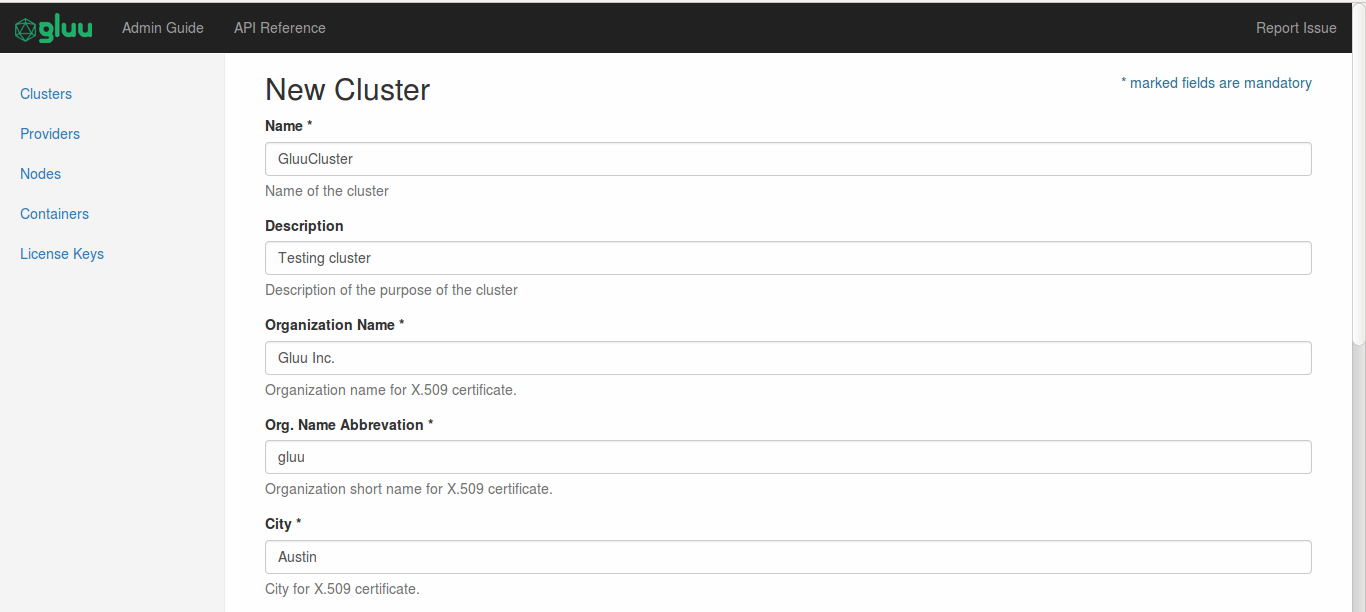 gluu Admin Guide API Reference Report Issue
Clusters
Providers
Nodes
Containers
License Keys
New Cluster
* marked fields are mandatory
Name *
GluuCluster
Name of the cluster
Description
Testing cluster
Description of the purpose of the cluster
Organization Name *
Gluu Inc.
Organization name for X.509 certificate.
Org. Name Abbrevation *
gluu
Organization short name for X.509 certificate.
City *
Austin
City for X.509 certificate.